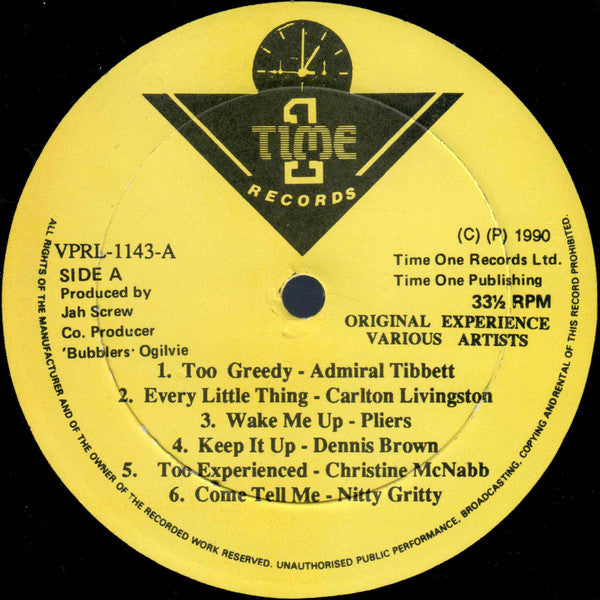 1
TIME
RECORDS
VPRL-1143-A
SIDE A
Produced by
Jah Screw
Co. Producer
'Bubblers' Ogilvie
(C) (P) 1990
Time One Records Ltd.
Time One Publishing
33⅓ RPM
ORIGINAL EXPERIENCE
VARIOUS ARTISTS
1. Too Greedy - Admiral Tibbett
2. Every Little Thing - Carlton Livingston
3. Wake Me Up - Pliers
4. Keep It Up - Dennis Brown
5. Too Experienced - Christine McNabb
6. Come Tell Me - Nitty Gritty
ALL RIGHTS OF THE MANUFACTURER AND OF THE OWNER OF THE RECORDED WORK RESERVED. UNAUTHORISED PUBLIC PERFORMANCE, BROADCASTING, COPYING AND RENTAL OF THIS RECORD PROHIBITED.